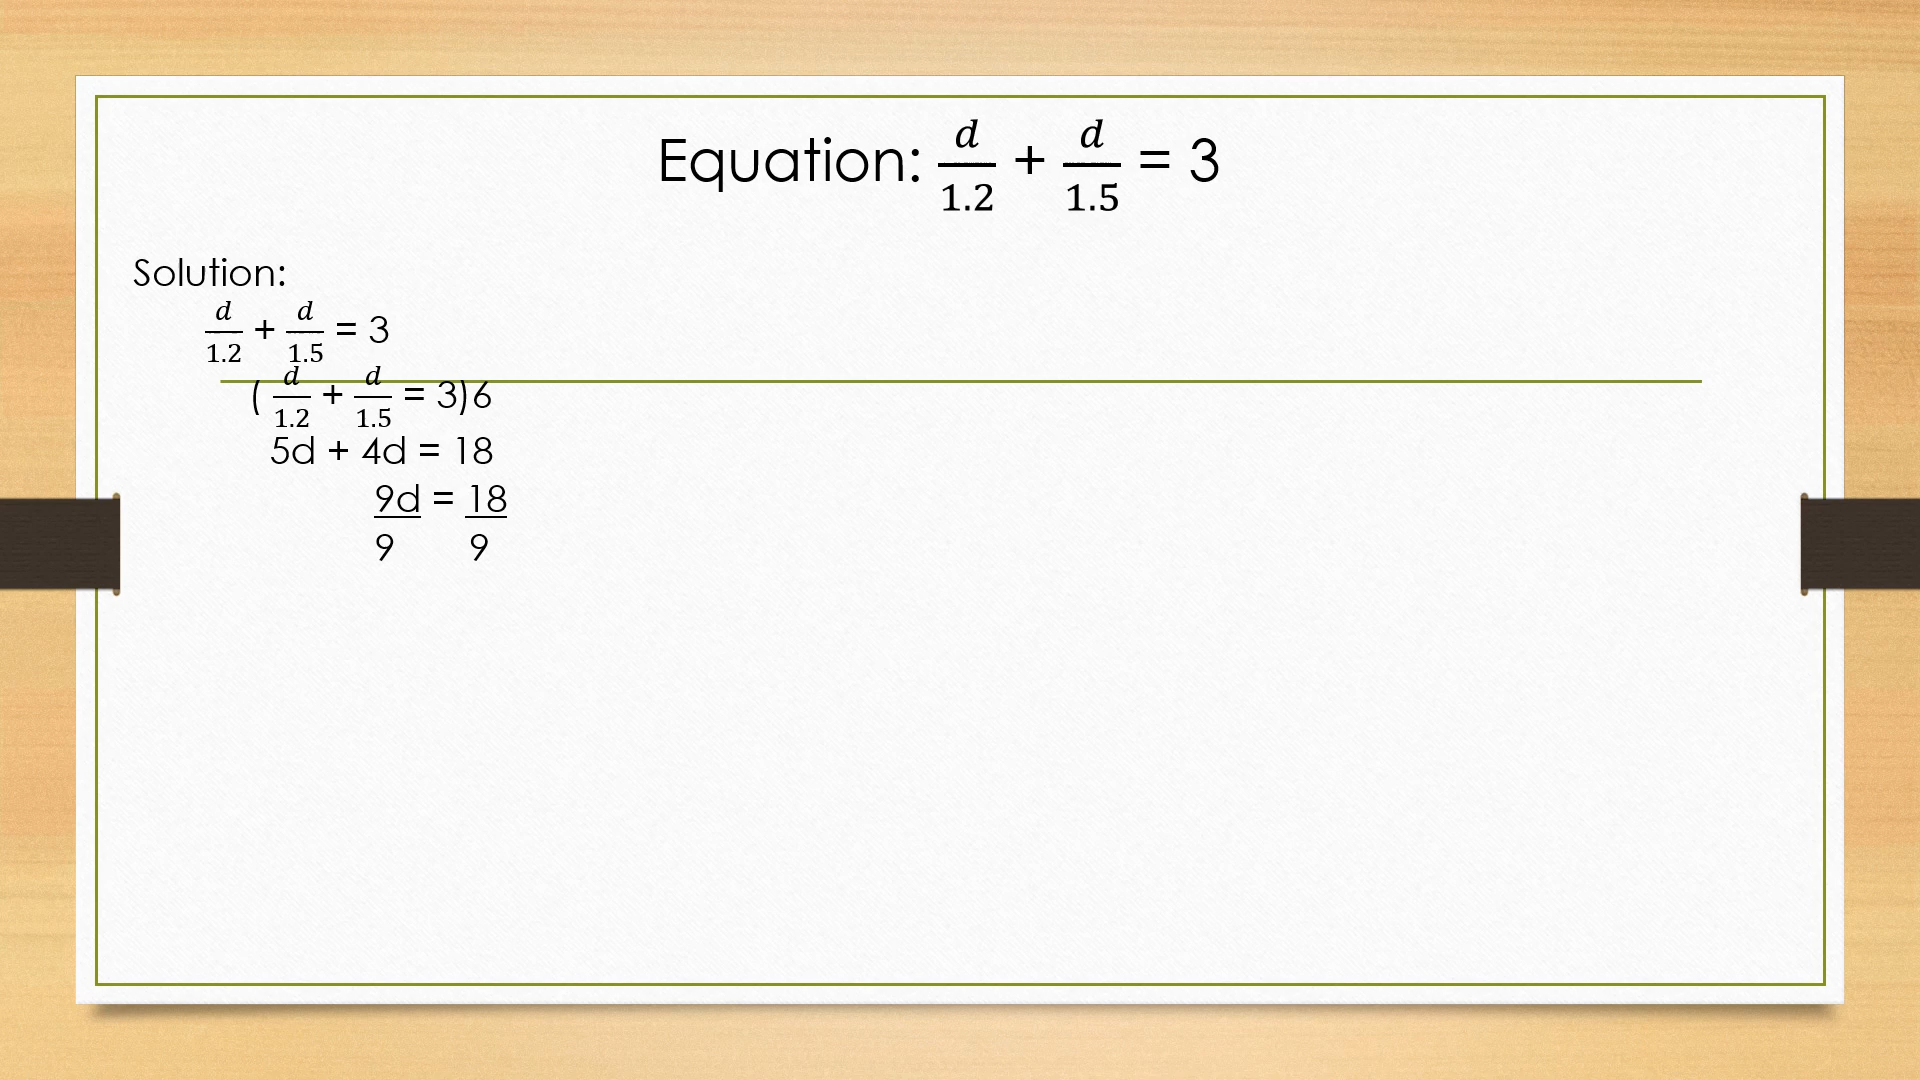 Equation: d/1.2 + d/1.5 = 3
Solution:
d/1.2 + d/1.5 = 3
( d/1.2 + d/1.5 = 3)6
5d + 4d = 18
9d = 18
9 9